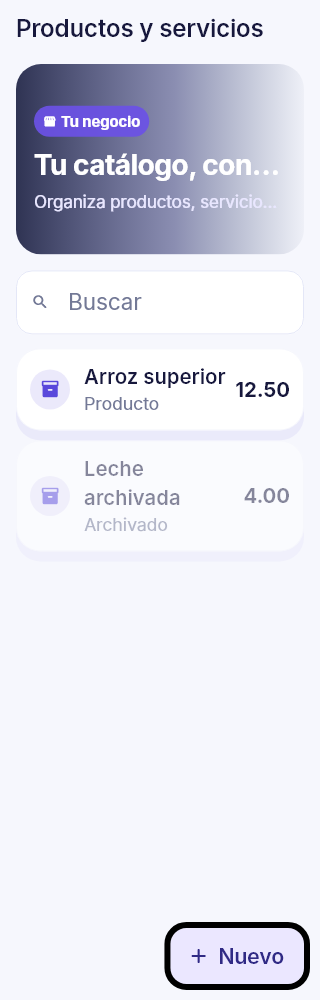 Productos y servicios
Tu negocio
Tu catálogo, con...
Organiza productos, servicio...
Buscar
Arroz superior
12.50
Producto
Leche
archivada
4.00
Archivado
+ Nuevo